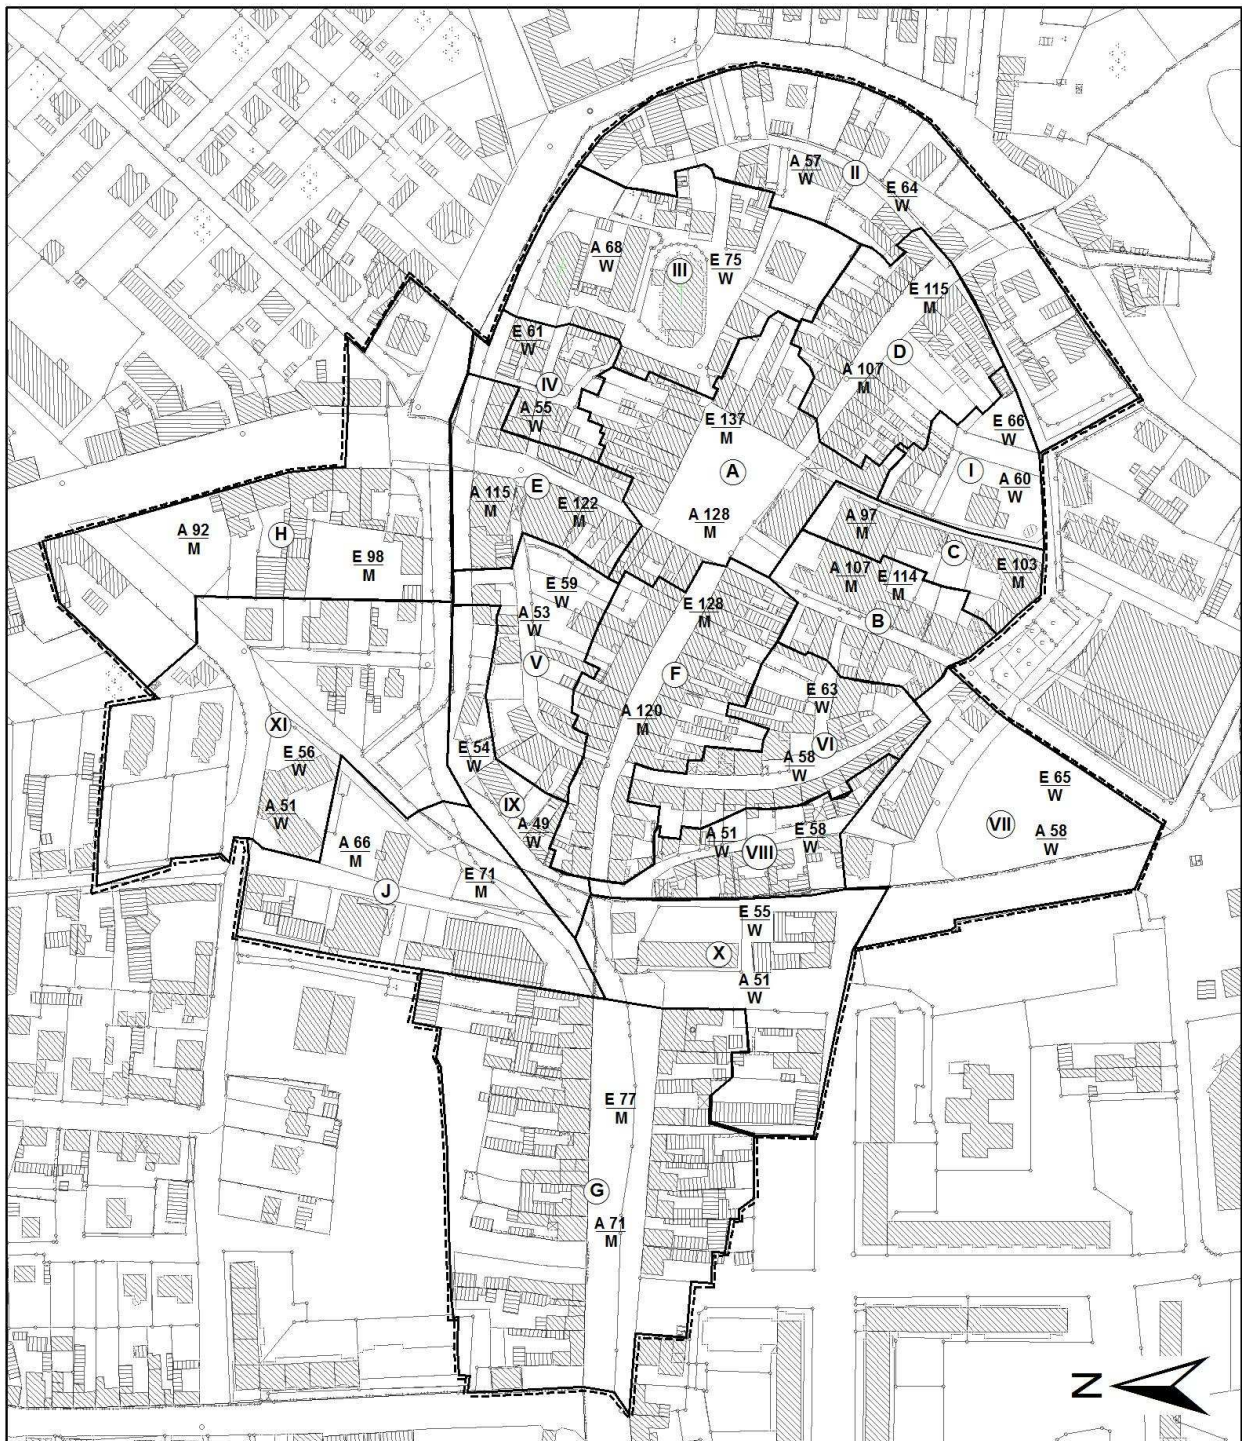 A 57
W
II
E 64
W
A 68
W
III
E 75
W
E 115
M
E 61
W
D
IV
A 107
M
A 55
W
E 137
M
E 66
W
A
I
E
A 115
M
E 122
M
A 60
W
A 92
M
H
A 128
M
A 97
M
E 98
M
C
A 107
M
E 114
M
E 103
M
E 59
W
E 128
M
A 53
W
B
V
F
E 63
W
A 120
M
XI
E 56
W
E 54
W
VI
A 58
W
E 65
W
A 51
W
IX
A 49
W
A 51
W
VIII
E 58
W
VII
A 58
W
A 66
M
E 71
M
J
E 55
W
X
A 51
W
E 77
M
G
A 71
M
N